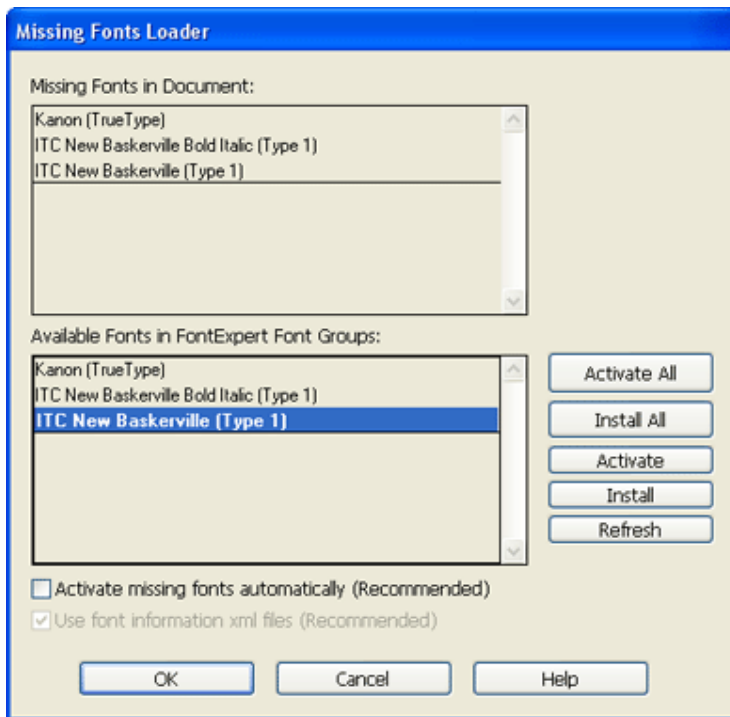 Missing Fonts Loader
Missing Fonts in Document:
Kanon (TrueType)
ITC New Baskerville Bold Italic (Type 1)
ITC New Baskerville (Type 1)
Available Fonts in FontExpert Font Groups:
Kanon (TrueType)
ITC New Baskerville Bold Italic (Type 1)
ITC New Baskerville (Type 1)
Activate All
Install All
Activate
Install
Refresh
Activate missing fonts automatically (Recommended)
Use font information xml files (Recommended)
OK Cancel Help